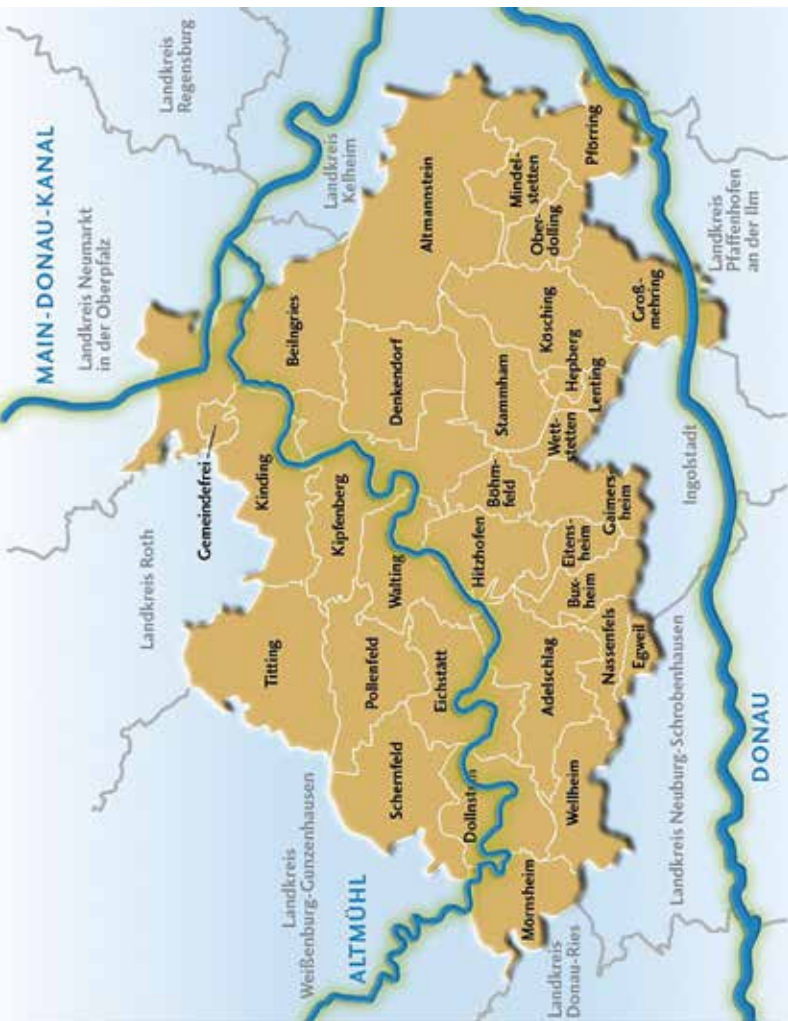 MAIN-DONAU-KANAL
Landkreis Neumarkt
in der Oberpfalz
Landkreis
Regensburg
Landkreis
Kelheim
Landkreis Roth
Gemeindefrei
Kinding
Beilngries
Altmannstein
Mindel-
stetten
Ober-
dolling
Pförring
Titting
Kipfenberg
Denkendorf
Walting
Pollenfeld
Eichstätt
Schernfeld
Dollnstein
Stammham
Kösching
Hepberg
Lenting
Wett-
stetten
Groß-
mehring
Böhm-
feld
Hitzhofen
Eitens-
heim
Gaimers-
heim
Bux-
heim
Adelschlag
Nassenfels
Egweil
Wellheim
Mörnsheim
Landkreis
Weißenburg-Gunzenhausen
ALTMÜHL
Landkreis
Donau-Ries
Landkreis Neuburg-Schrobenhausen
DONAU
Ingolstadt
Landkreis
Pfaffenhofen
an der Ilm